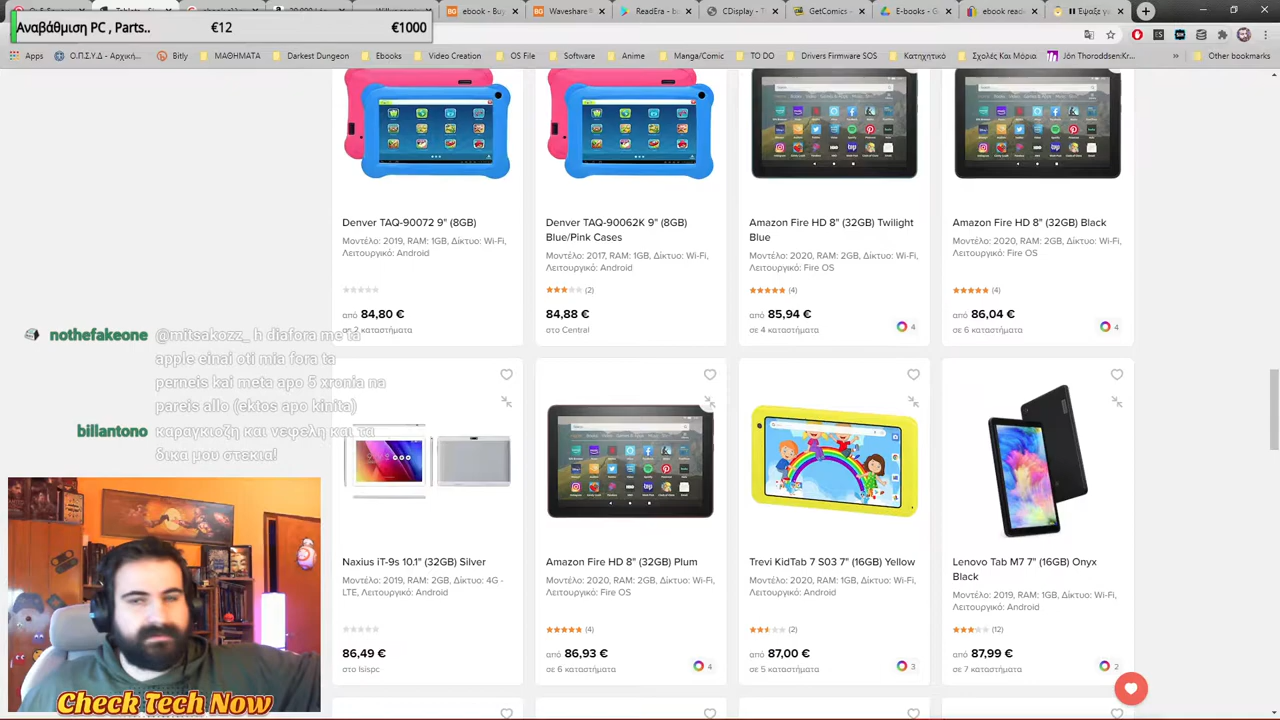 Αναβάθμιση PC , Parts..
€12
€1000
ebook - Buy
Waveshare
ReadEra - b
CDisplay - T
GetComics –
E-books - G
ebook read
Έψαξε γι
Apps
Ο.Π.ΣΥ.Δ - Αρχική...
Bitly
ΜΑΘΗΜΑΤΑ
Darkest Dungeon
Ebooks
Video Creation
OS File
Software
Anime
Manga/Comic
TO DO
Drivers Firmware SOS
Κατηχητικό
Σχολές Και Μόρια
Jón Thoroddsen:Kr...
Other bookmarks
Denver TAQ-90072 9" (8GB)
Μοντέλο: 2019, RAM: 1GB, Δίκτυο: Wi-Fi,
Λειτουργικό: Android
από 84,80 €
σε 2 καταστήματα
Denver TAQ-90062K 9" (8GB)
Blue/Pink Cases
Μοντέλο: 2017, RAM: 1GB, Δίκτυο: Wi-Fi,
Λειτουργικό: Android
(2)
84,88 €
στο Central
Amazon Fire HD 8" (32GB) Twilight
Blue
Μοντέλο: 2020, RAM: 2GB, Δίκτυο: Wi-Fi,
Λειτουργικό: Fire OS
(4)
από 85,94 €
σε 4 καταστήματα
4
Amazon Fire HD 8" (32GB) Black
Μοντέλο: 2020, RAM: 2GB, Δίκτυο: Wi-Fi,
Λειτουργικό: Fire OS
(4)
από 86,04 €
σε 6 καταστήματα
4
nothefakeone @mitsakozz_ h diafora me ta
apple einai oti mia fora ta
perneis kai meta apo 5 xronia na
pareis allo (ektos apo kinita)
billantono καραγκιοζη και νεφελη και τα
δικα μου στεκια!
Naxius iT-9s 10.1" (32GB) Silver
Μοντέλο: 2019, RAM: 2GB, Δίκτυο: 4G -
LTE, Λειτουργικό: Android
86,49 €
στο Isispc
Amazon Fire HD 8" (32GB) Plum
Μοντέλο: 2020, RAM: 2GB, Δίκτυο: Wi-Fi,
Λειτουργικό: Fire OS
(4)
από 86,93 €
σε 6 καταστήματα
4
Trevi KidTab 7 S03 7" (16GB) Yellow
Μοντέλο: 2020, RAM: 1GB, Δίκτυο: Wi-Fi,
Λειτουργικό: Android
(2)
από 87,00 €
σε 5 καταστήματα
3
Lenovo Tab M7 7" (16GB) Onyx
Black
Μοντέλο: 2019, RAM: 1GB, Δίκτυο: Wi-Fi,
Λειτουργικό: Android
(12)
από 87,99 €
σε 7 καταστήματα
2
Check Tech Now